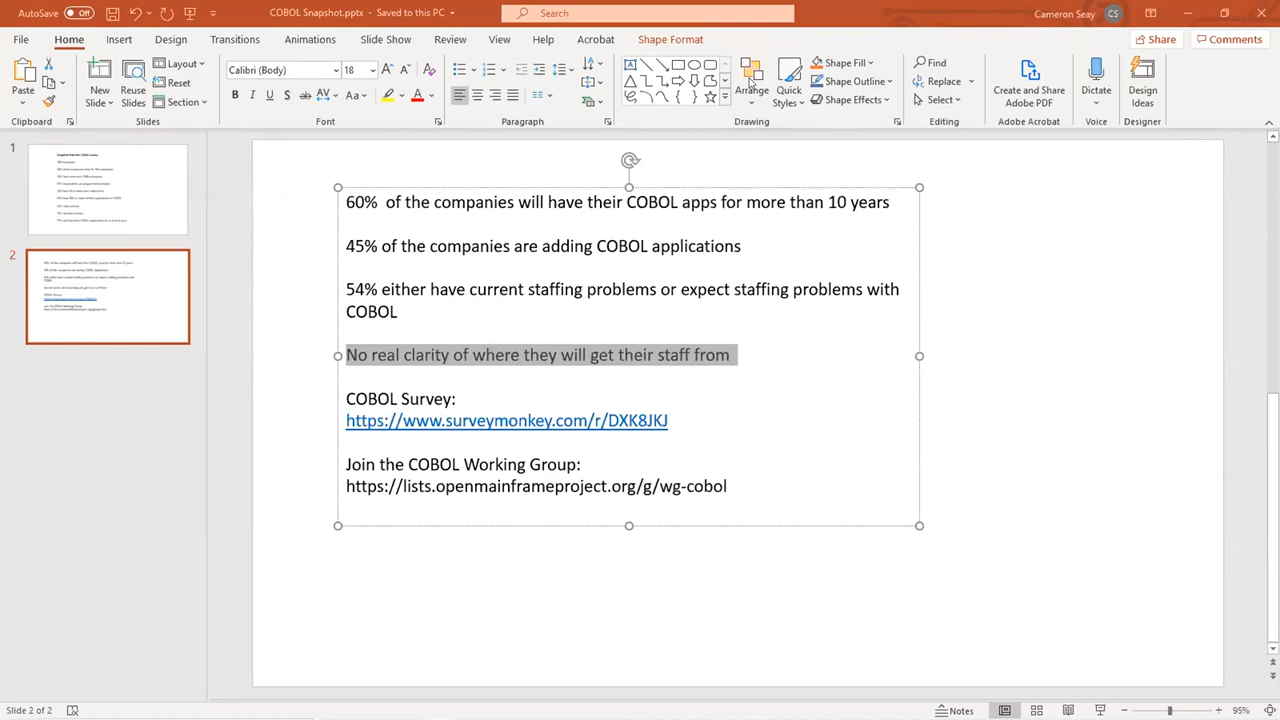 AutoSave Off COBOL Snapshot.pptx - Saved to this PC Search Cameron Seay CS
File Home Insert Design Transitions Animations Slide Show Review View Help Acrobat Shape Format Share Comments
Paste New Slide Reuse Slides Layout Reset Section Calibri (Body) 18 Arrange Quick Styles Shape Fill Shape Outline Shape Effects Find Replace Select Create and Share Adobe PDF Dictate Design Ideas
Clipboard Slides Font Paragraph Drawing Editing Adobe Acrobat Voice Designer
1
2
60% of the companies will have their COBOL apps for more than 10 years
45% of the companies are adding COBOL applications
54% either have current staffing problems or expect staffing problems with
COBOL
No real clarity of where they will get their staff from
COBOL Survey:
https://www.surveymonkey.com/r/DXK8JKJ
Join the COBOL Working Group:
https://lists.openmainframeproject.org/g/wg-cobol
Slide 2 of 2 Notes 95%